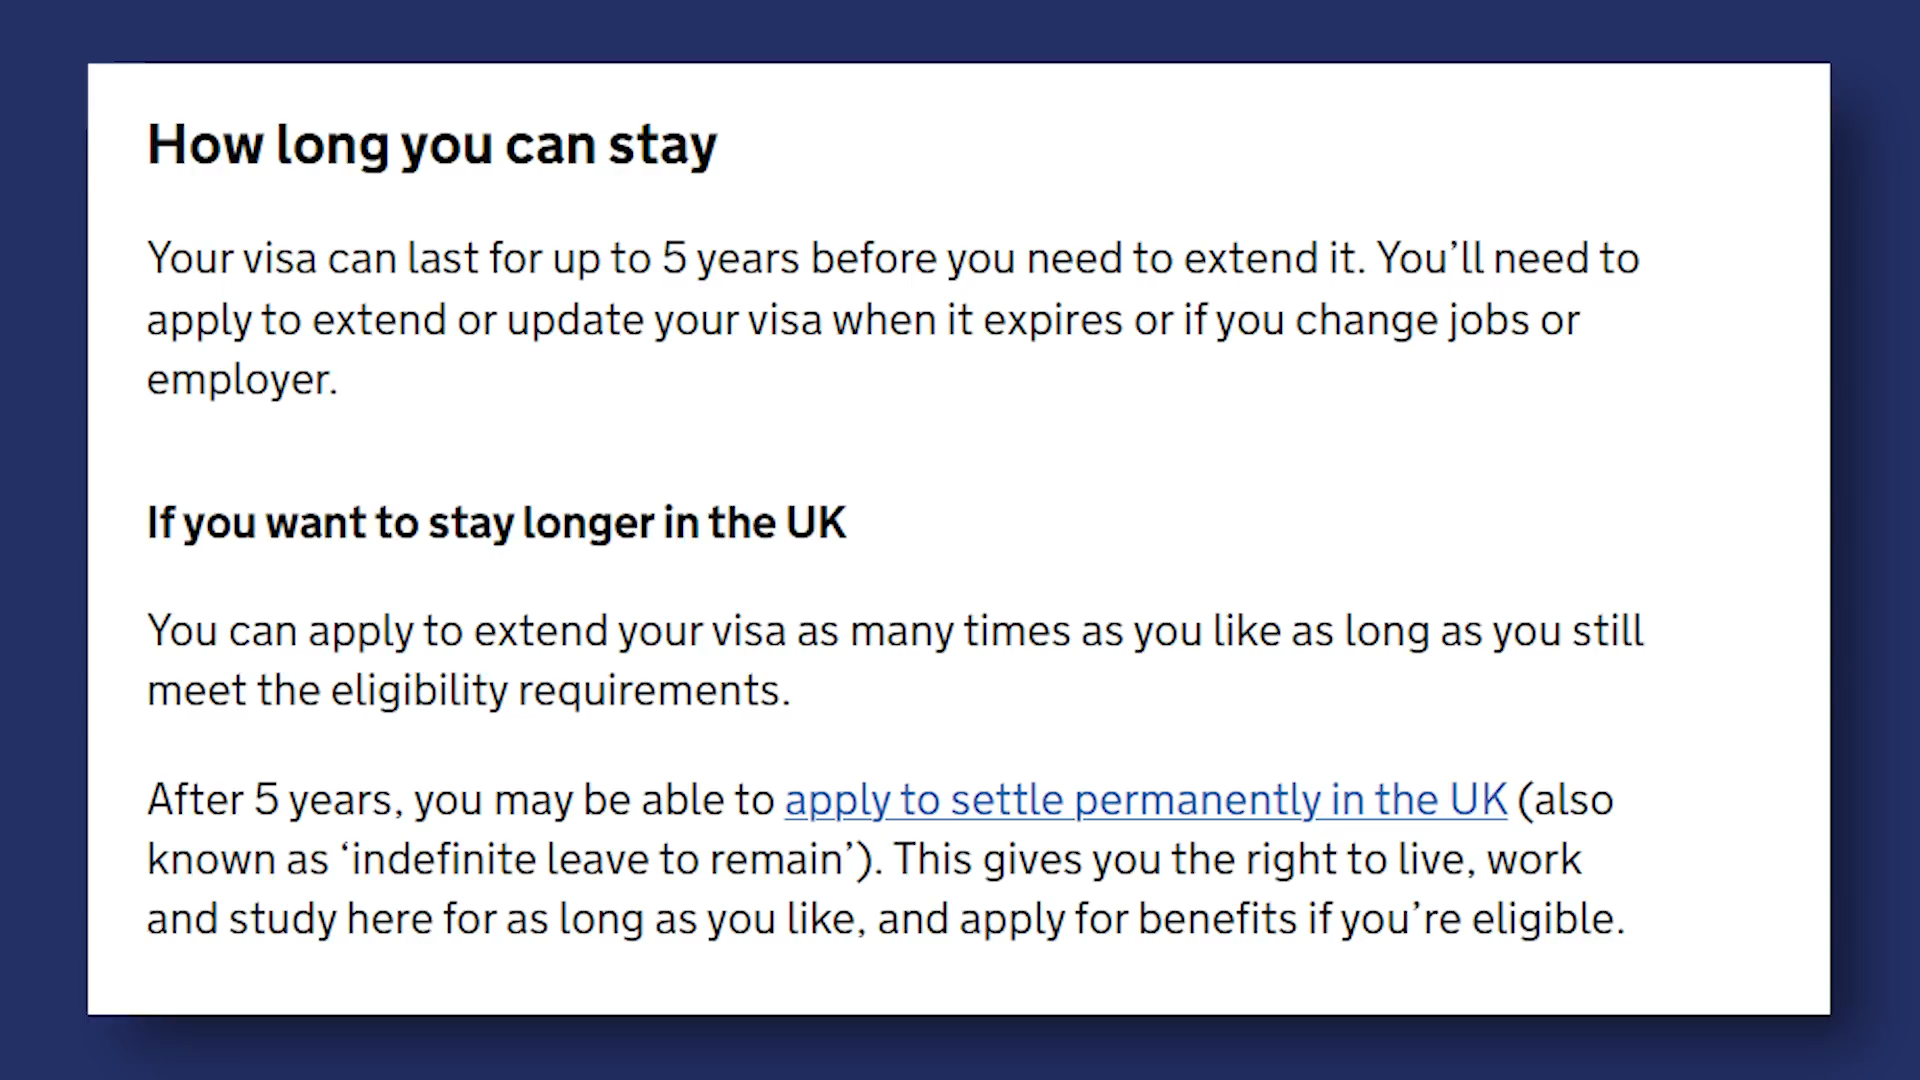 How long you can stay
Your visa can last for up to 5 years before you need to extend it. You’ll need to
apply to extend or update your visa when it expires or if you change jobs or
employer.
If you want to stay longer in the UK
You can apply to extend your visa as many times as you like as long as you still
meet the eligibility requirements.
After 5 years, you may be able to apply to settle permanently in the UK (also
known as ‘indefinite leave to remain’). This gives you the right to live, work
and study here for as long as you like, and apply for benefits if you’re eligible.